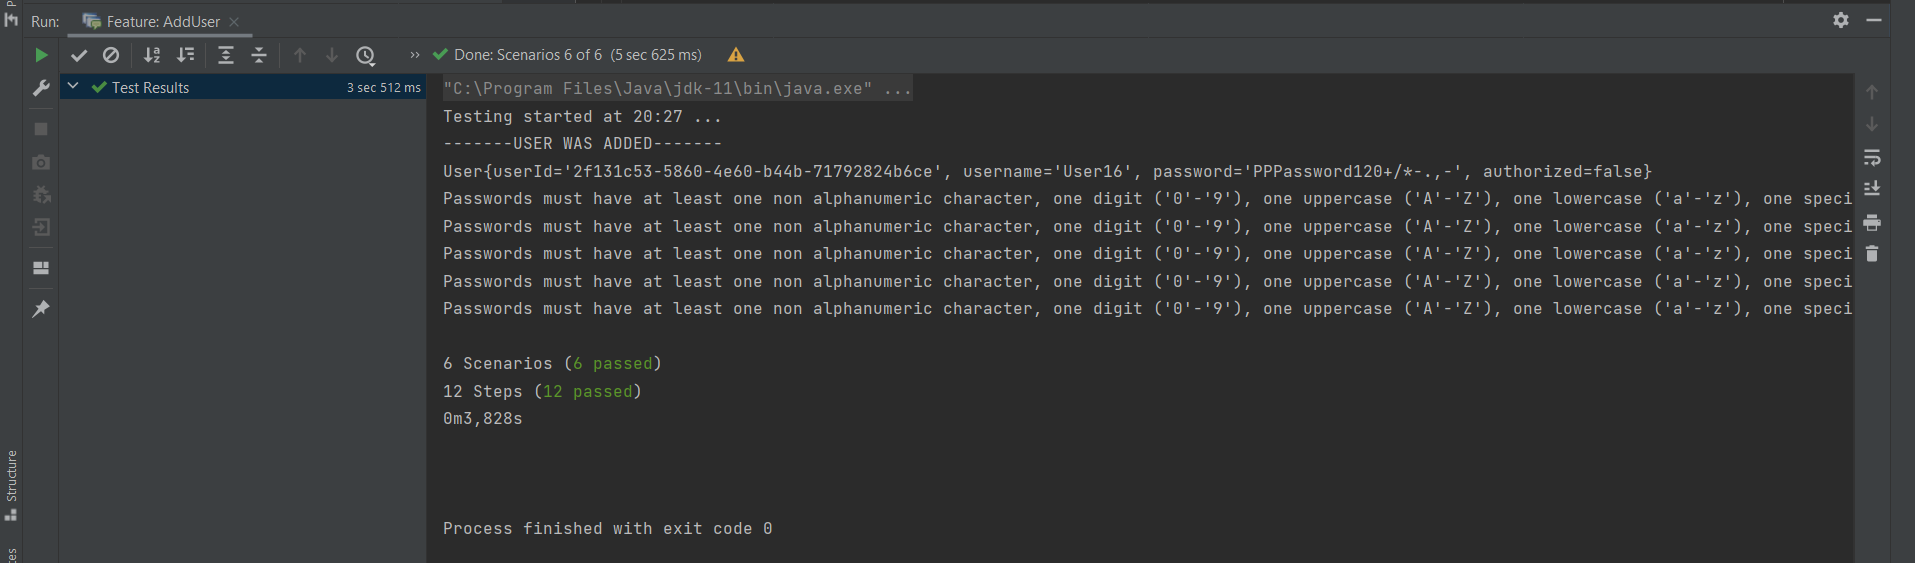 Run: Feature: AddUser
Done: Scenarios 6 of 6 (5 sec 625 ms)
Test Results 3 sec 512 ms
"C:\Program Files\Java\jdk-11\bin\java.exe" ...
Testing started at 20:27 ...
-------USER WAS ADDED-------
User{userId='2f131c53-5860-4e60-b44b-71792824b6ce', username='User16', password='PPPassword120+/*-.,-', authorized=false}
Passwords must have at least one non alphanumeric character, one digit ('0'-'9'), one uppercase ('A'-'Z'), one lowercase ('a'-'z'), one speci
Passwords must have at least one non alphanumeric character, one digit ('0'-'9'), one uppercase ('A'-'Z'), one lowercase ('a'-'z'), one speci
Passwords must have at least one non alphanumeric character, one digit ('0'-'9'), one uppercase ('A'-'Z'), one lowercase ('a'-'z'), one speci
Passwords must have at least one non alphanumeric character, one digit ('0'-'9'), one uppercase ('A'-'Z'), one lowercase ('a'-'z'), one speci
Passwords must have at least one non alphanumeric character, one digit ('0'-'9'), one uppercase ('A'-'Z'), one lowercase ('a'-'z'), one speci
6 Scenarios (6 passed)
12 Steps (12 passed)
0m3,828s
Process finished with exit code 0
Structure